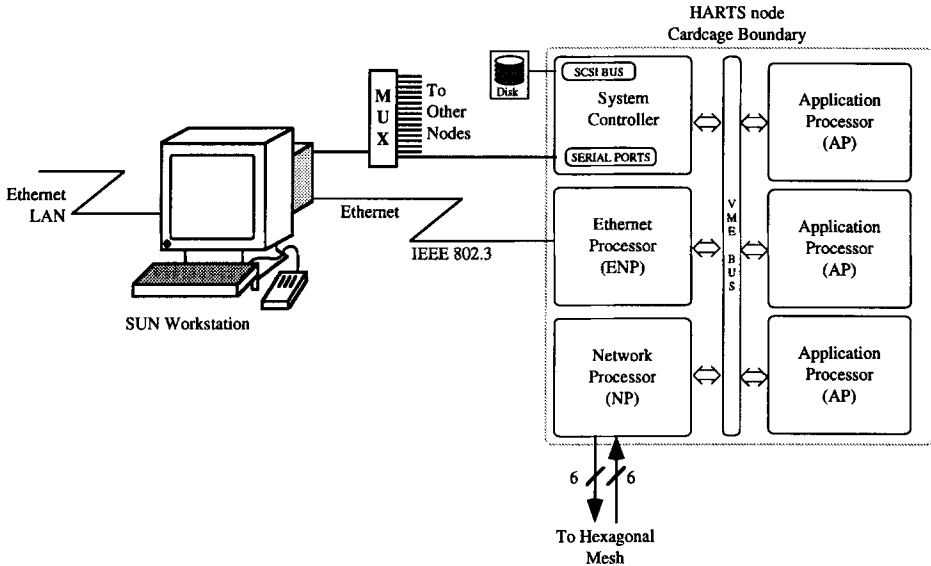 HARTS node
Cardcage Boundary
SCSI BUS
Disk
System
Controller
SERIAL PORTS
M
U
X
To
Other
Nodes
Application
Processor
(AP)
Ethernet
LAN
Ethernet
IEEE 802.3
Ethernet
Processor
(ENP)
VME BUS
Application
Processor
(AP)
SUN Workstation
Network
Processor
(NP)
Application
Processor
(AP)
6
6
To Hexagonal
Mesh